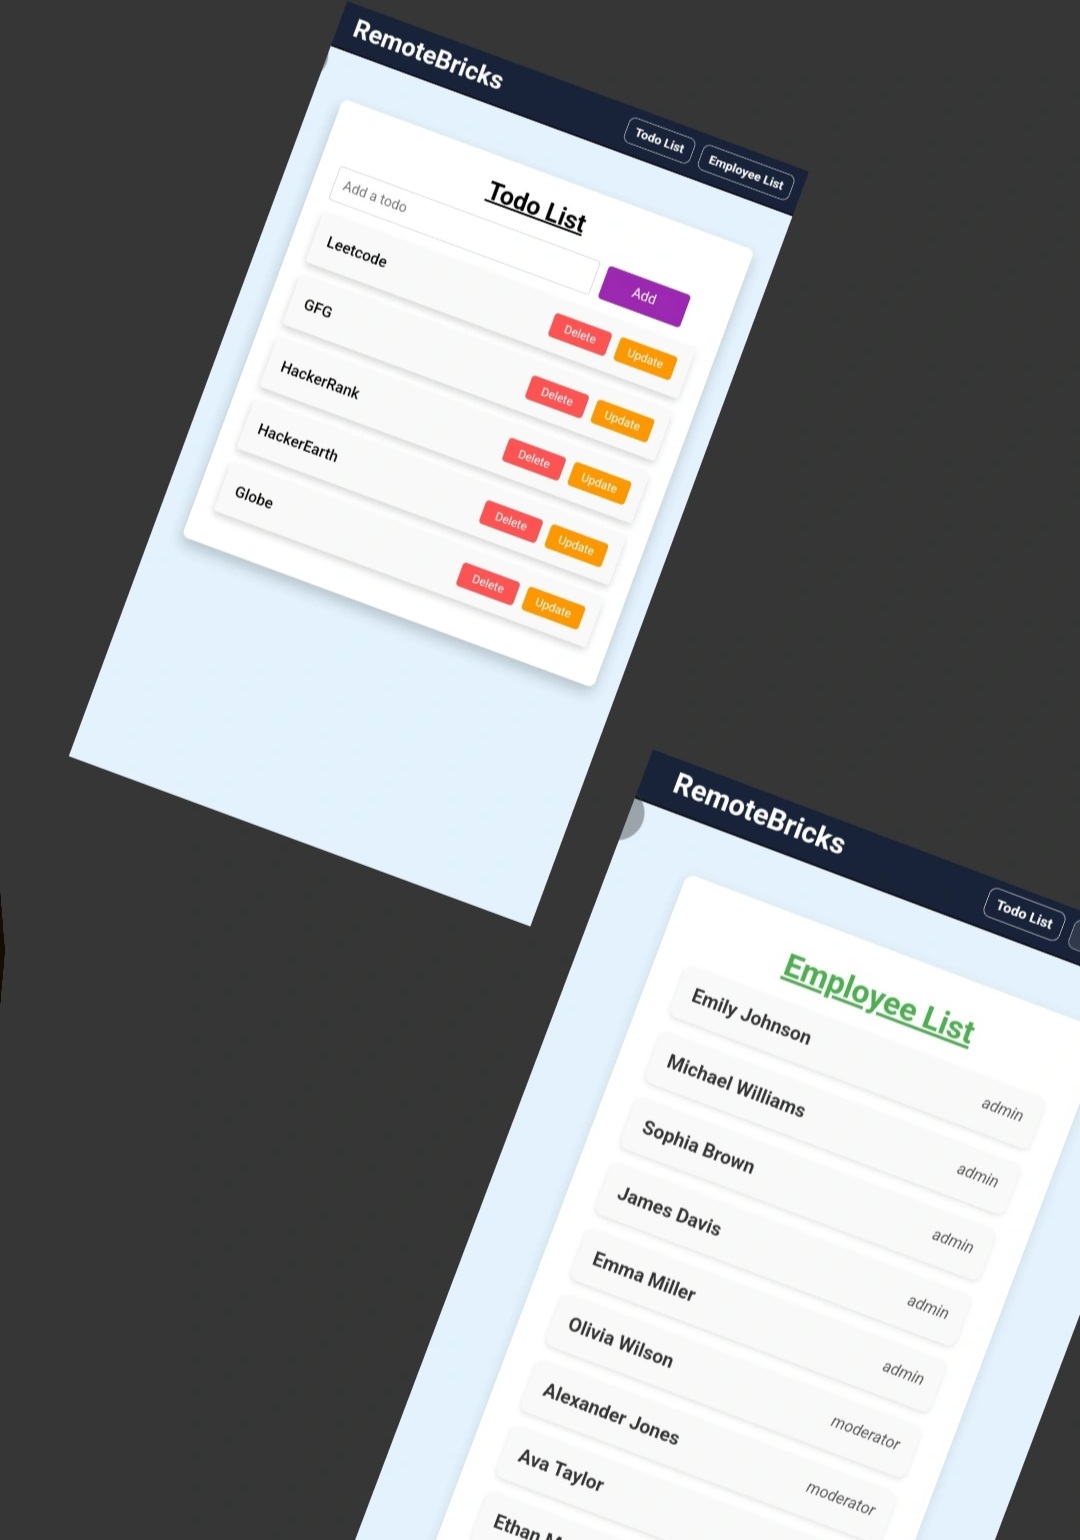 RemoteBricks
Todo List
Employee List
Todo List
Add a todo
Add
Leetcode
Delete
Update
GFG
Delete
Update
HackerRank
Delete
Update
HackerEarth
Delete
Update
Globe
Delete
Update
RemoteBricks
Todo List
Employee List
Emily Johnson
admin
Michael Williams
admin
Sophia Brown
admin
James Davis
admin
Emma Miller
admin
Olivia Wilson
moderator
Alexander Jones
moderator
Ava Taylor
Ethan